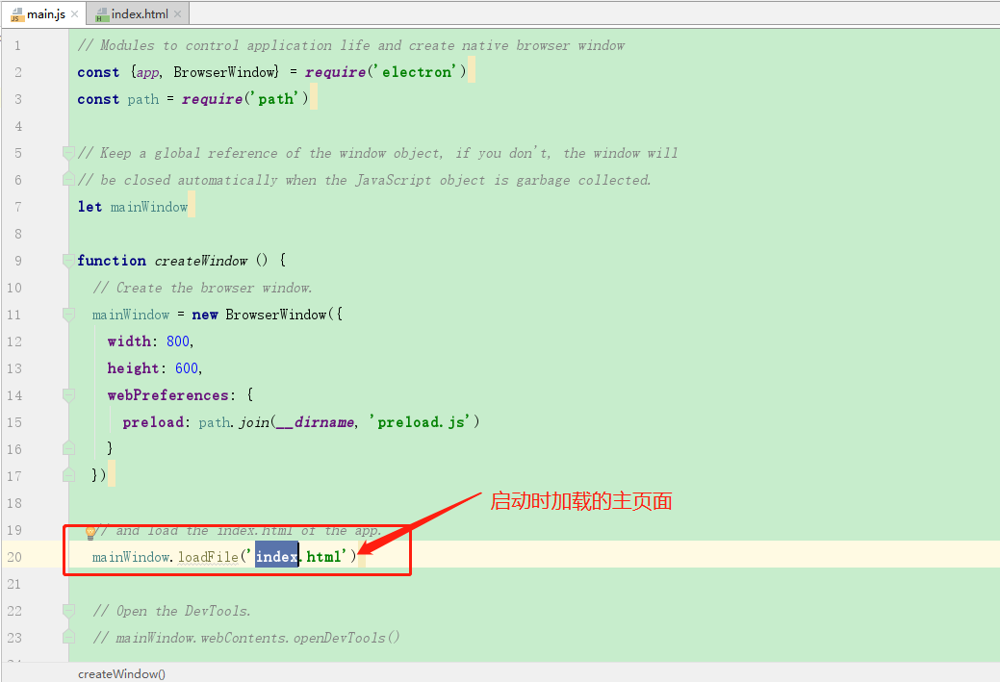 main.js index.html
1 // Modules to control application life and create native browser window
2 const {app, BrowserWindow} = require('electron')
3 const path = require('path')
4
5 // Keep a global reference of the window object, if you don't, the window will
6 // be closed automatically when the JavaScript object is garbage collected.
7 let mainWindow
8
9 function createWindow () {
10 // Create the browser window.
11 mainWindow = new BrowserWindow({
12 width: 800,
13 height: 600,
14 webPreferences: {
15 preload: path.join(__dirname, 'preload.js')
16 }
17 })
18
启动时加载的主页面
19 // and load the index.html of the app.
20 mainWindow.loadFile('index.html')
21
22 // Open the DevTools.
23 // mainWindow.webContents.openDevTools()
createWindow()